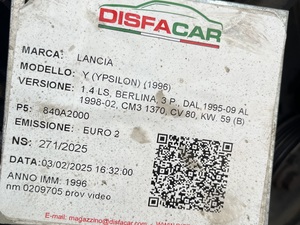 DISFACAR
MARCA: LANCIA
MODELLO: Y (YPSILON) (1996)
VERSIONE: 1.4 LS, BERLINA, 3 P., DAL 1995-09 AL
1998-02, CM3 1370, CV 80, KW. 59 (B) -
P5: 840A2000
EMISSIONE: EURO 2
NS: 271/2025
DATA: 03/02/2025 16:32:00
ANNO IMM: 1996
nm 0209705 prov video
E-mail: magazzino@disfacar.com